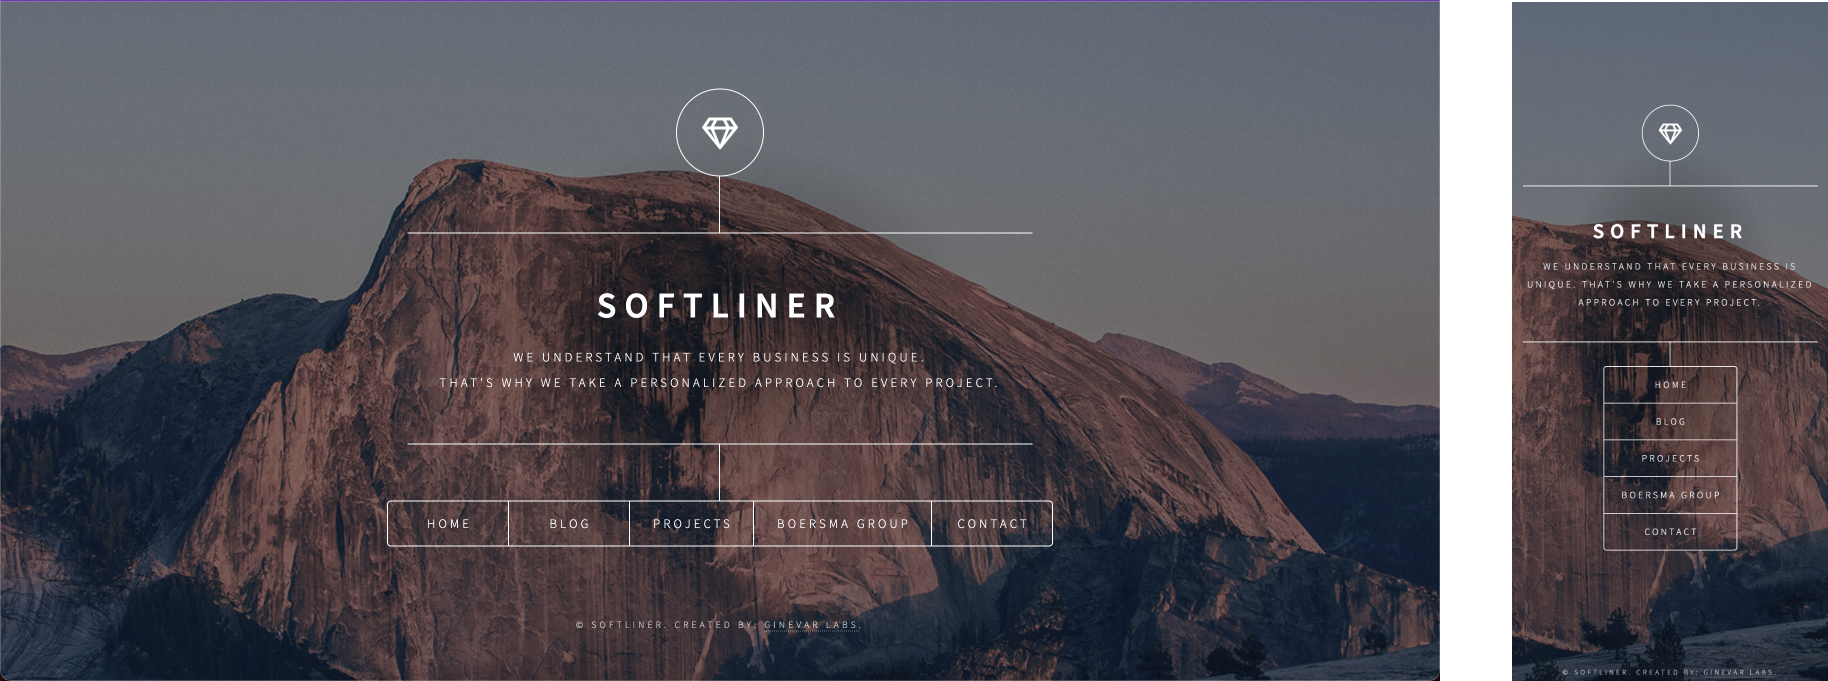 SOFTLINER
WE UNDERSTAND THAT EVERY BUSINESS IS UNIQUE.
THAT'S WHY WE TAKE A PERSONALIZED APPROACH TO EVERY PROJECT.
HOME
BLOG
PROJECTS
BOERSMA GROUP
CONTACT
© SOFTLINER. CREATED BY: GINEVAR LABS.
SOFTLINER
WE UNDERSTAND THAT EVERY BUSINESS IS
UNIQUE. THAT'S WHY WE TAKE A PERSONALIZED
APPROACH TO EVERY PROJECT.
HOME
BLOG
PROJECTS
BOERSMA GROUP
CONTACT
© SOFTLINER. CREATED BY: GINEVAR LABS.